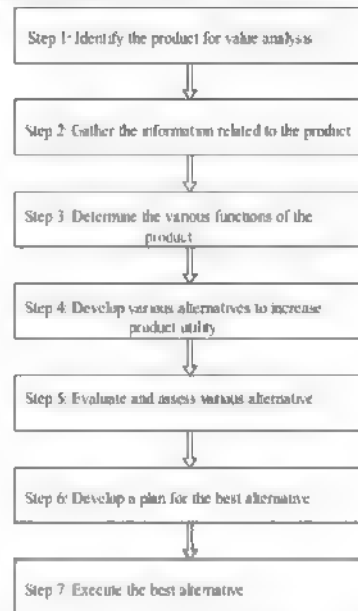 Step 1: Identify the product for value analysis
Step 2: Gather the information related to the product
Step 3 Determine the various functions of the
product
Step 4: Develop various alternatives to increase
product utility
Step 5: Evaluate and assess various alternative
Step 6: Develop a plan for the best alternative
Step 7 Execute the best alternative